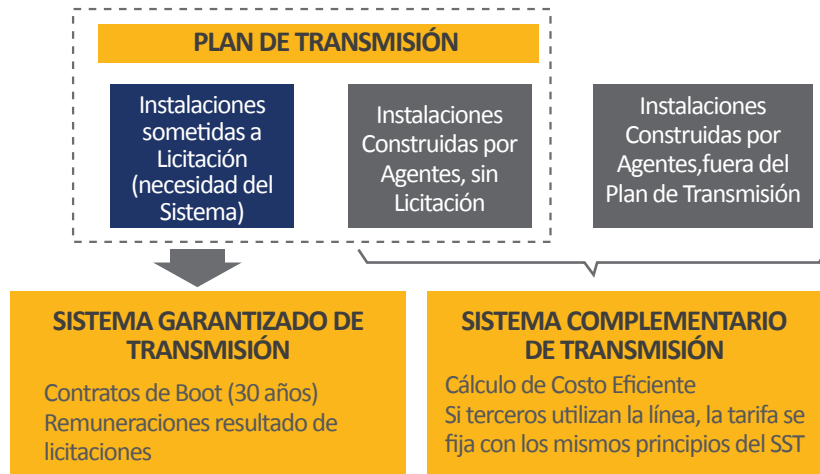 PLAN DE TRANSMISIÓN
Instalaciones
sometidas a
Licitación
(necesidad del
Sistema)
Instalaciones
Construidas por
Agentes, sin
Licitación
Instalaciones
Construidas por
Agentes,fuera del
Plan de Transmisión
SISTEMA GARANTIZADO DE
TRANSMISIÓN
Contratos de Boot (30 años)
Remuneraciones resultado de
licitaciones
SISTEMA COMPLEMENTARIO
DE TRANSMISIÓN
Cálculo de Costo Eficiente
Si terceros utilizan la línea, la tarifa se
fija con los mismos principios del SST